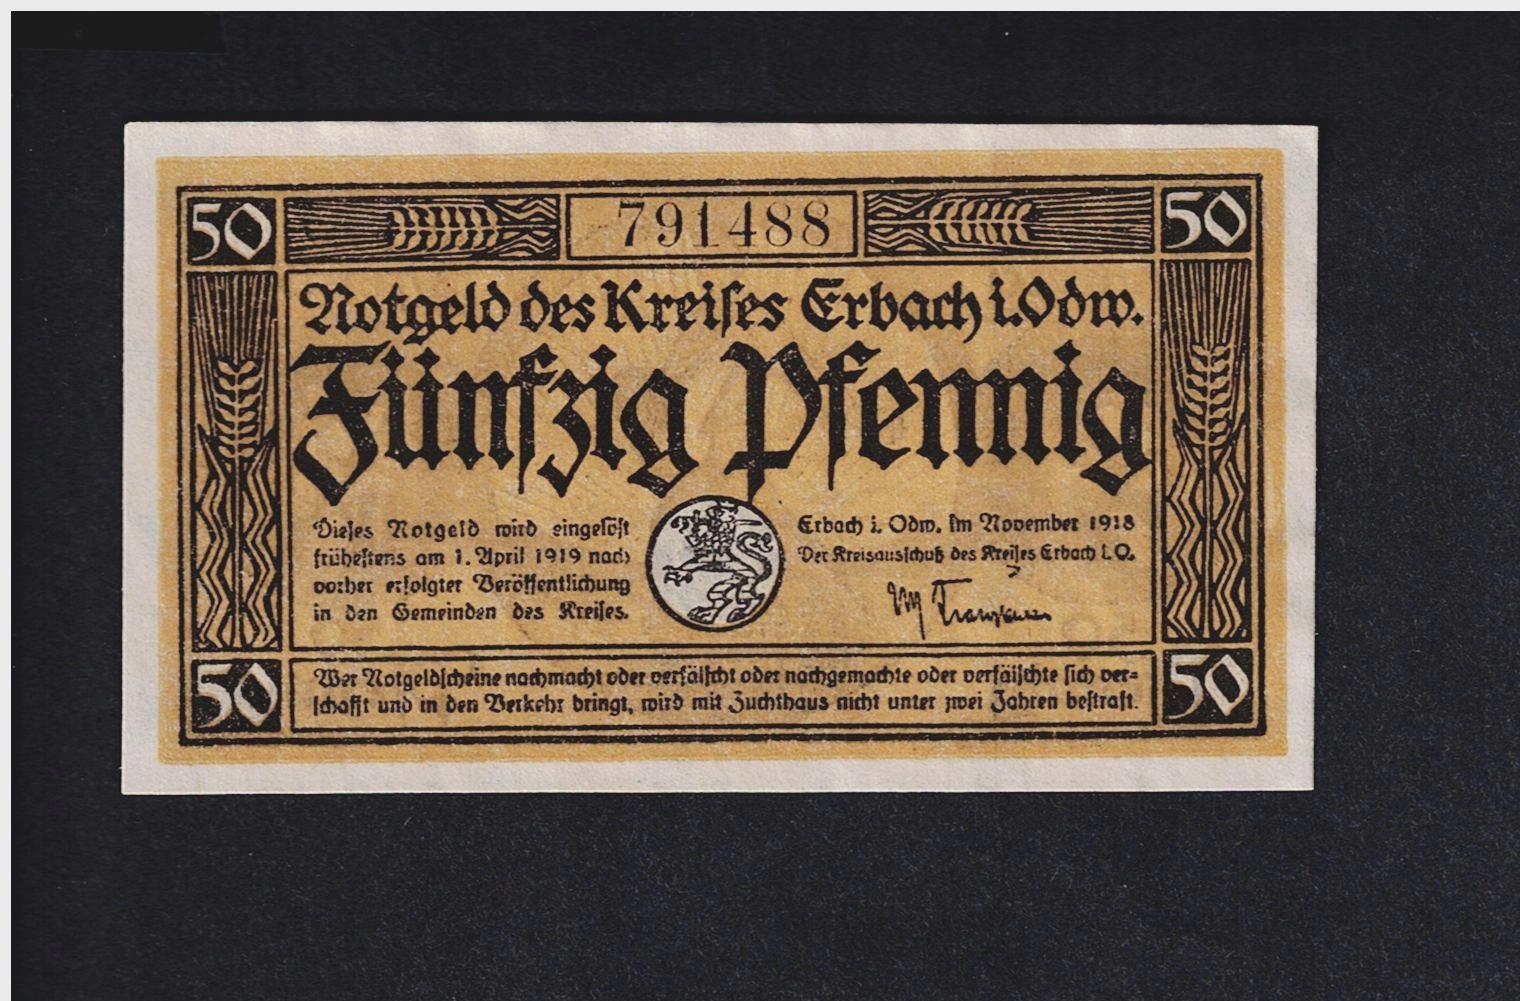 50
791488
50
Notgeld des Kreises Erbach i. Odw.
Fünfzig Pfennig
Dieses Notgeld wird eingelöst
frühestens am 1. April 1919 nach
vorher erfolgter Veröffentlichung
in den Gemeinden des Kreises.
Erbach i. Odw. im November 1918
Der Kreisausschuß des Kreises Erbach i. O.
50
Wer Notgeldscheine nachmacht oder verfälscht oder nachgemachte oder verfälschte sich ver=
schafft und in den Verkehr bringt, wird mit Zuchthaus nicht unter zwei Jahren bestraft.
50